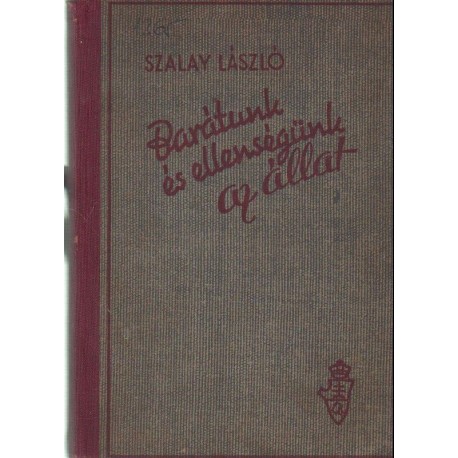 SZALAY LÁSZLÓ
Barátunk
és ellenségünk
az állat